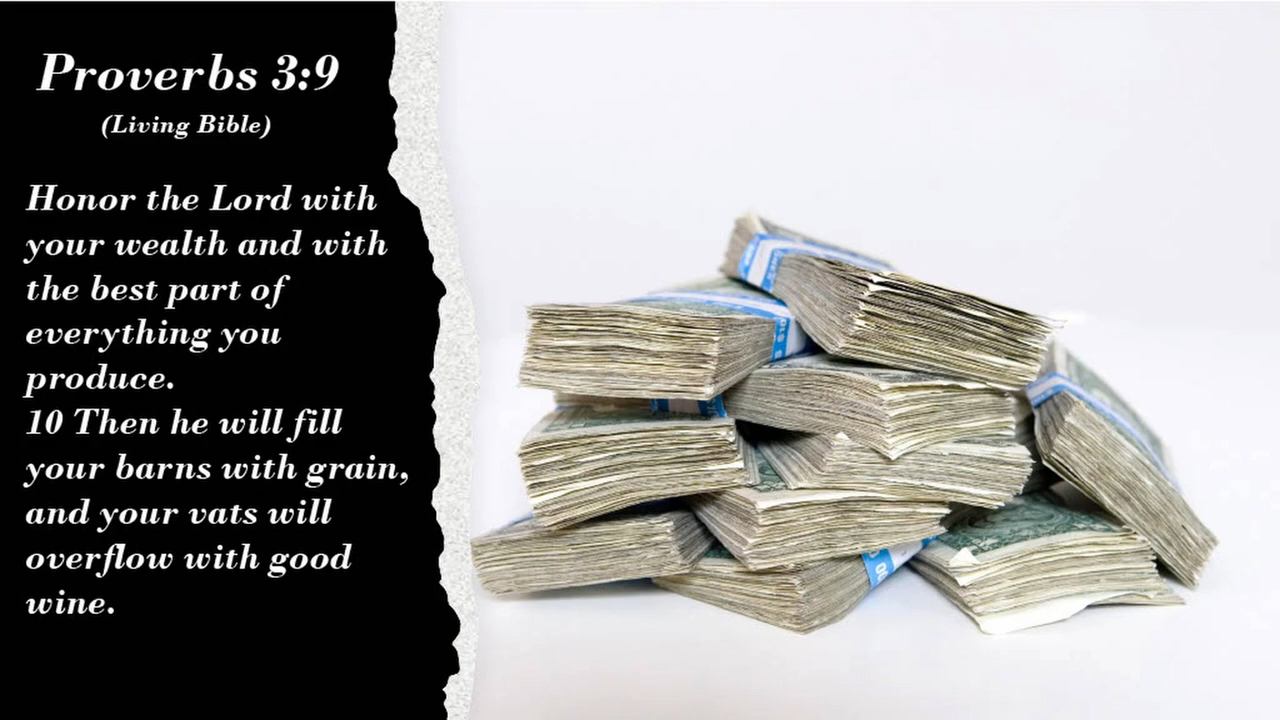 Proverbs 3:9
(Living Bible)
Honor the Lord with
your wealth and with
the best part of
everything you
produce.
10 Then he will fill
your barns with grain,
and your vats will
overflow with good
wine.